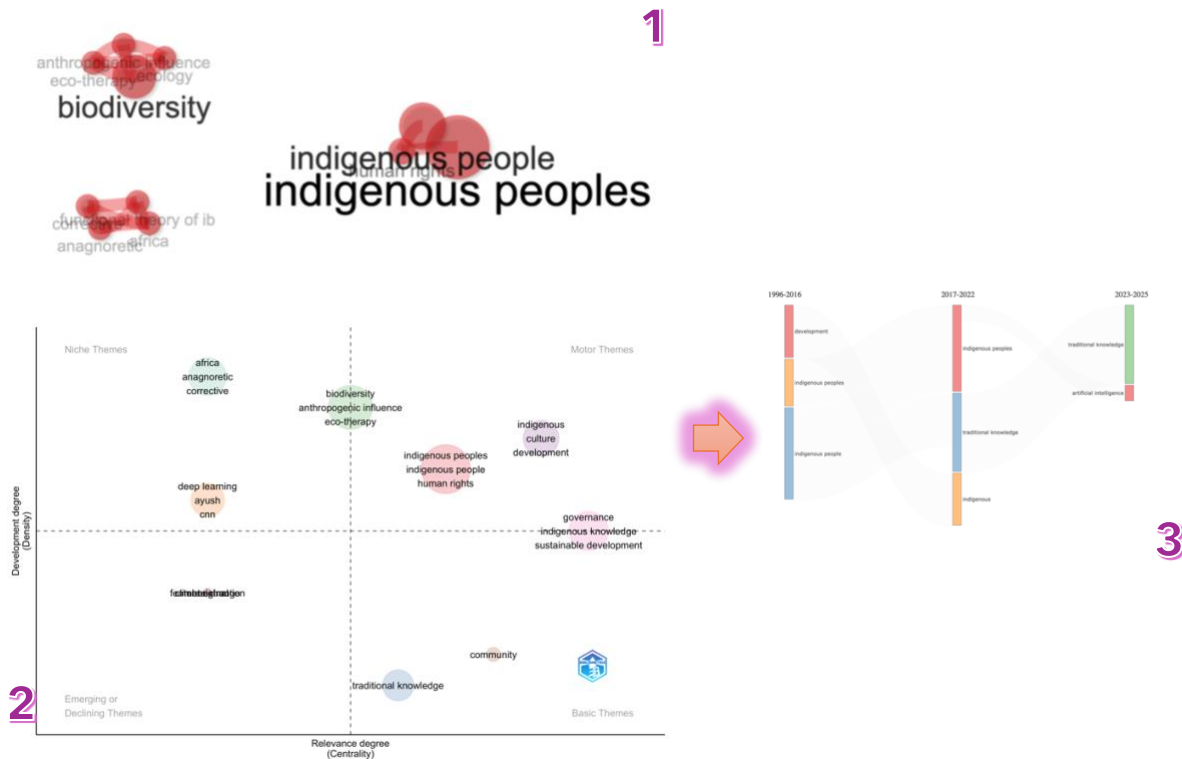 1
anthropogenic influence
eco-therapy
ecology
biodiversity
indigenous people
human rights
indigenous peoples
functional theory of ib
corrective
anagnoretic
africa
1996-2016
2017-2022
2023-2025
development
indigenous peoples
indigenous people
indigenous peoples
traditional knowledge
indigenous
traditional knowledge
artificial intelligence
3
Niche Themes
Motor Themes
africa
anagnoretic
corrective
biodiversity
anthropogenic influence
eco-therapy
indigenous
culture
development
indigenous peoples
indigenous people
human rights
deep learning
ayush
cnn
governance
indigenous knowledge
sustainable development
community
traditional knowledge
Emerging or
Declining Themes
Basic Themes
Development degree
(Density)
Relevance degree
(Centrality)
2